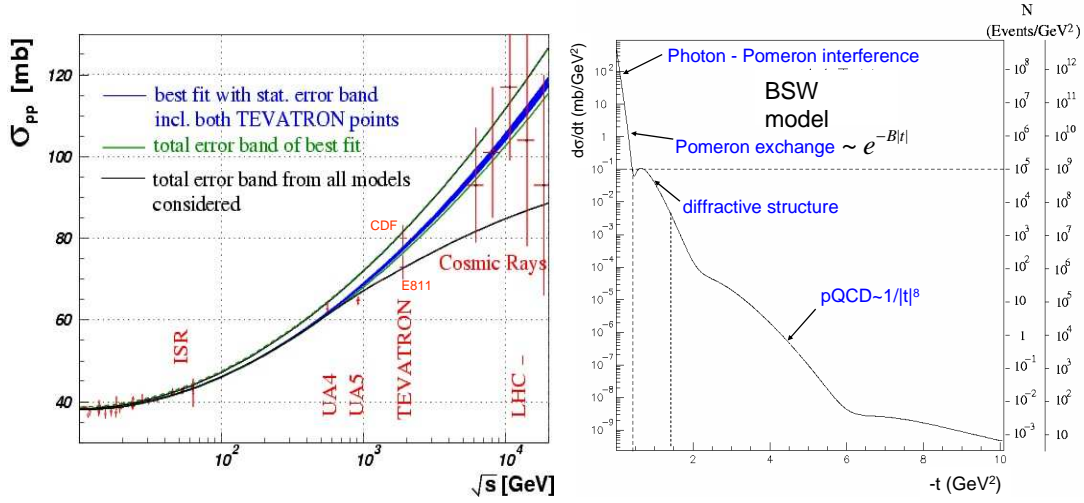 σpp [mb]
120
100
80
60
40
best fit with stat. error band
incl. both TEVATRON points
total error band of best fit
total error band from all models
considered
CDF
E811
Cosmic Rays
ISR
UA4
UA5
TEVATRON
LHC –
10²
10³
10⁴
√s [GeV]
N
(Events/GeV²)
dσ/dt (mb/GeV²)
Photon - Pomeron interference
BSW
model
Pomeron exchange ~ e^-B|t|
diffractive structure
pQCD~1/|t|⁸
10²
10
1
10⁻¹
10⁻²
10⁻³
10⁻⁴
10⁻⁵
10⁻⁶
10⁻⁷
10⁻⁸
10⁻⁹
10⁸
10⁷
10⁶
10⁵
10⁴
10³
10²
10
1
10⁻¹
10⁻²
10⁻³
10¹²
10¹¹
10¹⁰
10⁹
10⁸
10⁷
10⁶
10⁵
10⁴
10³
10²
10
2
4
6
8
10
-t (GeV²)